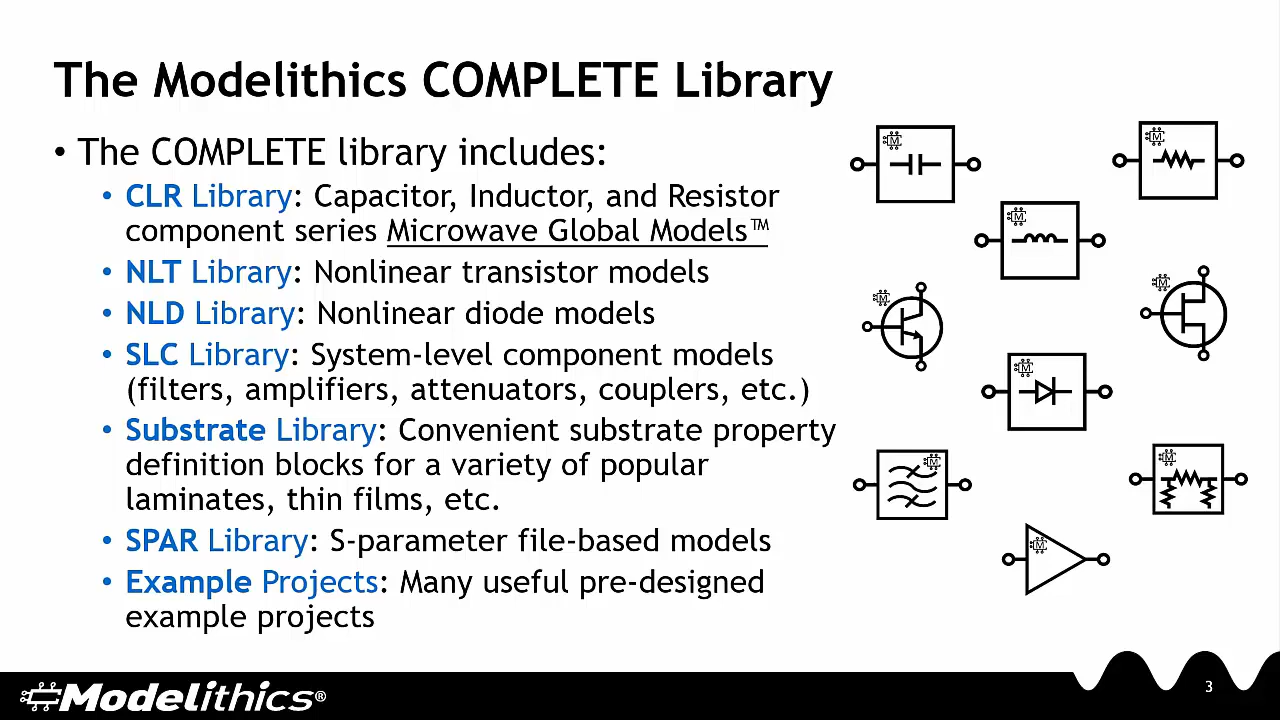 The Modelithics COMPLETE Library
• The COMPLETE library includes:
• CLR Library: Capacitor, Inductor, and Resistor
component series Microwave Global Models™
• NLT Library: Nonlinear transistor models
• NLD Library: Nonlinear diode models
• SLC Library: System-level component models
(filters, amplifiers, attenuators, couplers, etc.)
• Substrate Library: Convenient substrate property
definition blocks for a variety of popular
laminates, thin films, etc.
• SPAR Library: S-parameter file-based models
• Example Projects: Many useful pre-designed
example projects
M
M
M
M
M
M
M
M
M
Modelithics®
3